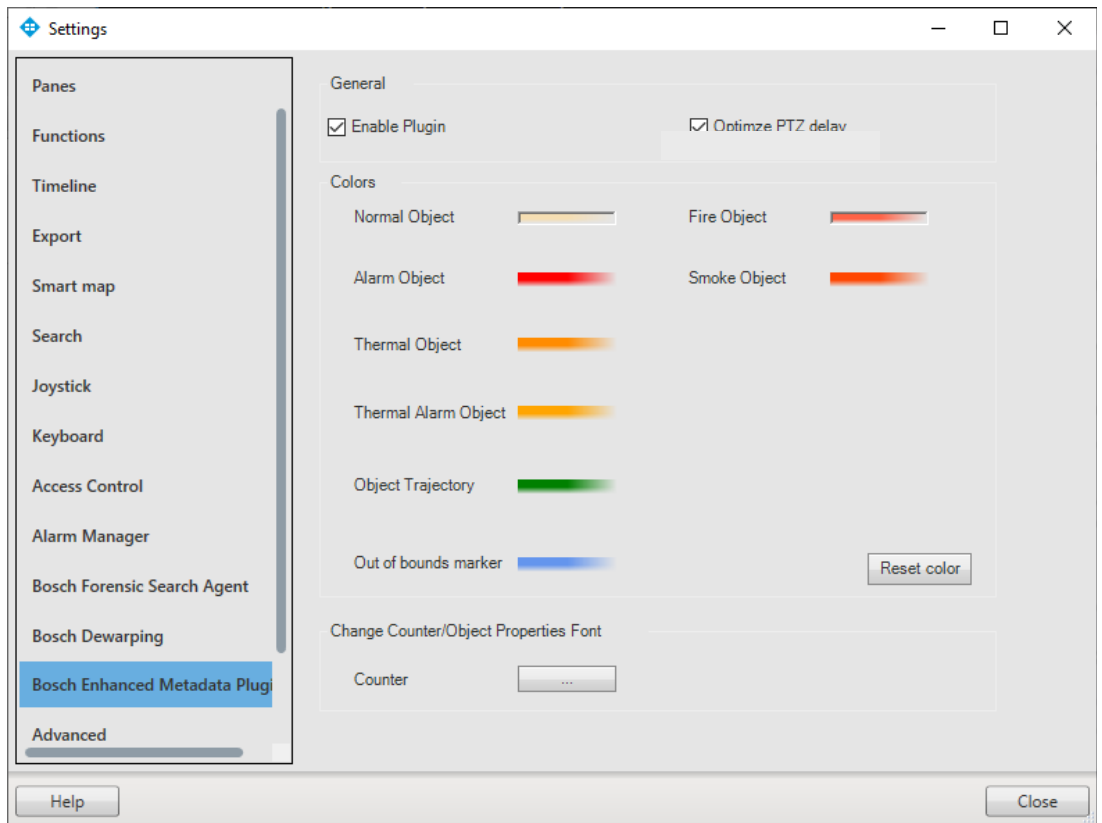 Settings
Panes
Functions
Timeline
Export
Smart map
Search
Joystick
Keyboard
Access Control
Alarm Manager
Bosch Forensic Search Agent
Bosch Dewarping
Bosch Enhanced Metadata Plugi
Advanced
General
Enable Plugin
Optimze PTZ delay
Colors
Normal Object
Fire Object
Alarm Object
Smoke Object
Thermal Object
Thermal Alarm Object
Object Trajectory
Out of bounds marker
Reset color
Change Counter/Object Properties Font
Counter
...
Help
Close